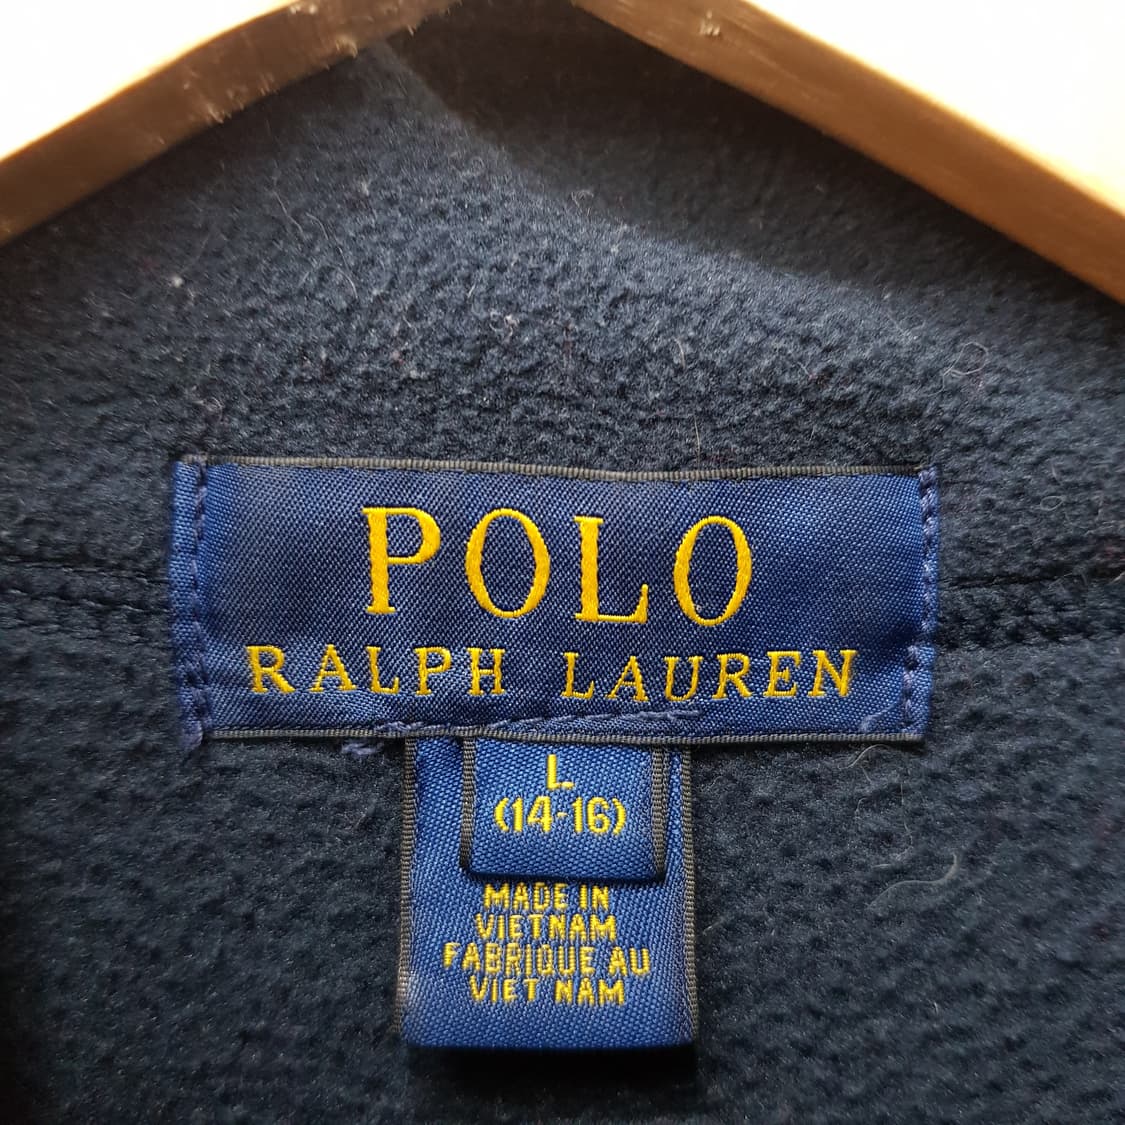 POLO
RALPH LAUREN
L
(14-16)
MADE IN
VIETNAM
FABRIQUE AU
VIET NAM